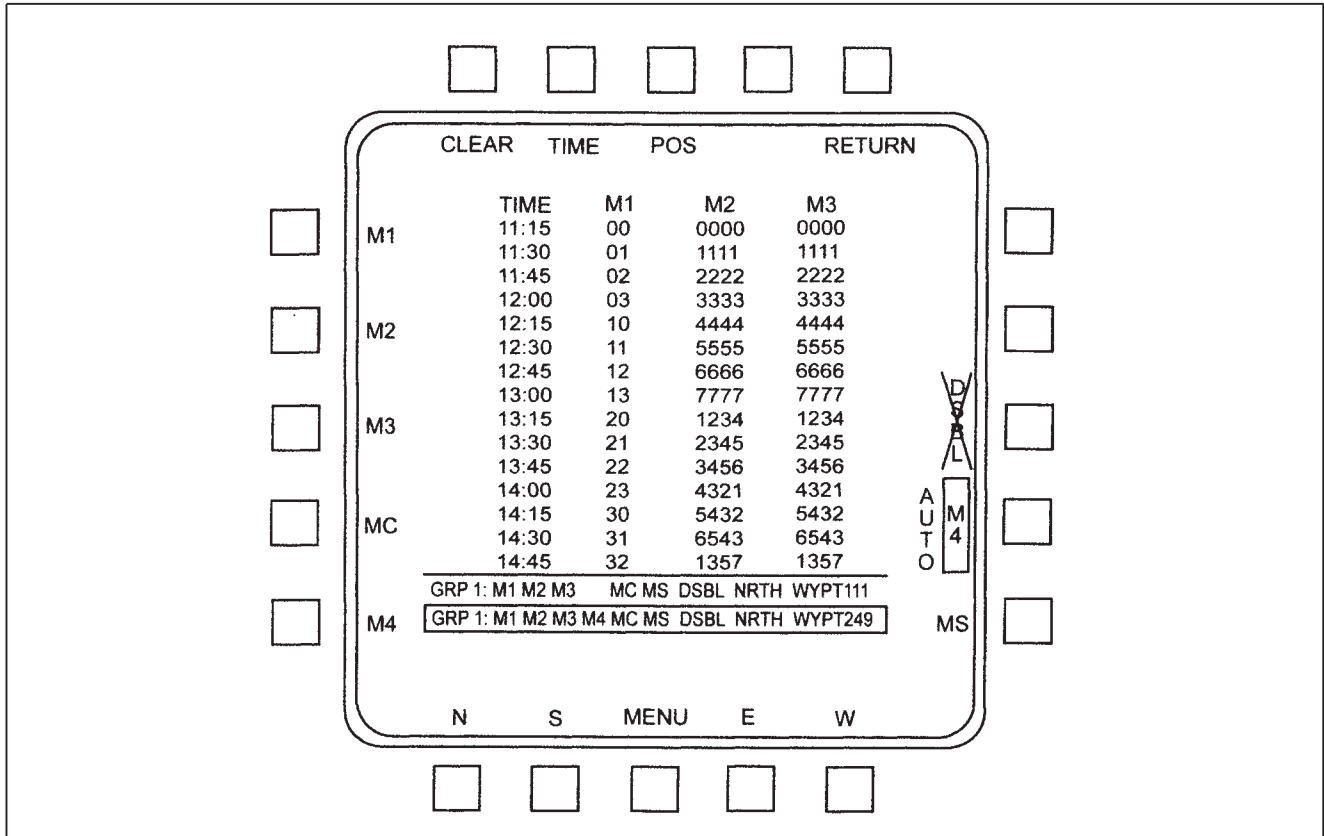 CLEAR TIME POS RETURN
TIME M1 M2 M3
11:15 00 0000 0000
M1
11:30 01 1111 1111
11:45 02 2222 2222
12:00 03 3333 3333
12:15 10 4444 4444
M2
12:30 11 5555 5555
12:45 12 6666 6666
13:00 13 7777 7777
13:15 20 1234 1234
M3
13:30 21 2345 2345
13:45 22 3456 3456
14:00 23 4321 4321
14:15 30 5432 5432
MC
14:30 31 6543 6543
14:45 32 1357 1357
DSBL
AUTO
M4
GRP 1: M1 M2 M3 MC MS DSBL NRTH WYPT111
M4
GRP 1: M1 M2 M3 M4 MC MS DSBL NRTH WYPT249
MS
N S MENU E W